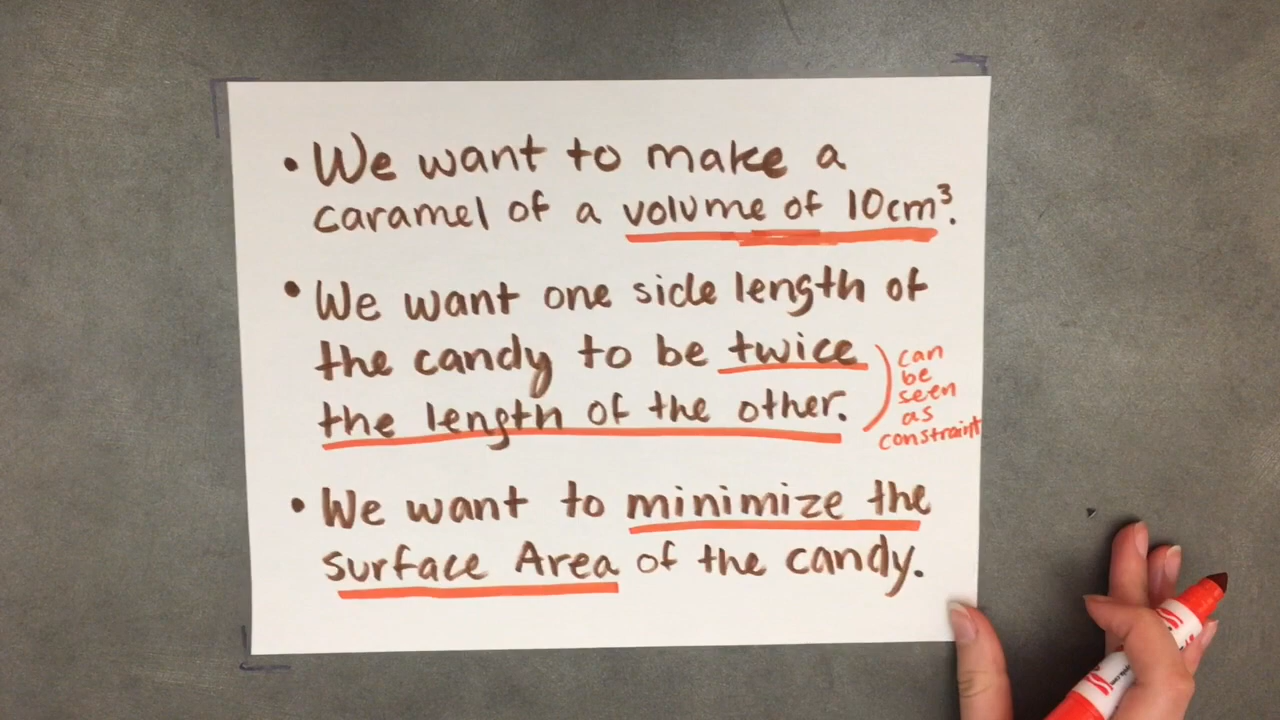 • We want to make a
caramel of a volume of 10cm³.
• We want one side length of
the candy to be twice
the length of the other.
can
be
seen
as
constraint
• We want to minimize the
surface Area of the candy.